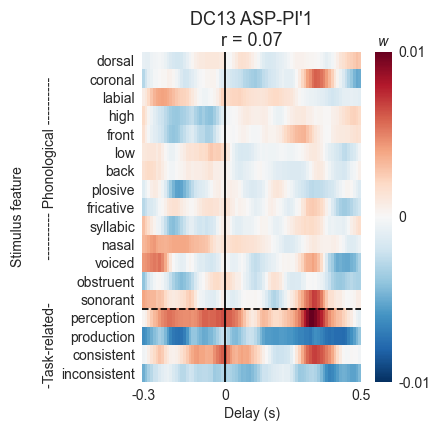 DC13 ASP-PI'1
r = 0.07
w
dorsal
coronal
labial
high
front
low
back
plosive
fricative
syllabic
nasal
voiced
obstruent
sonorant
perception
production
consistent
inconsistent
Stimulus feature
---------- Phonological ----------
-Task-related-
0.01
0
-0.01
-0.3
0
0.5
Delay (s)